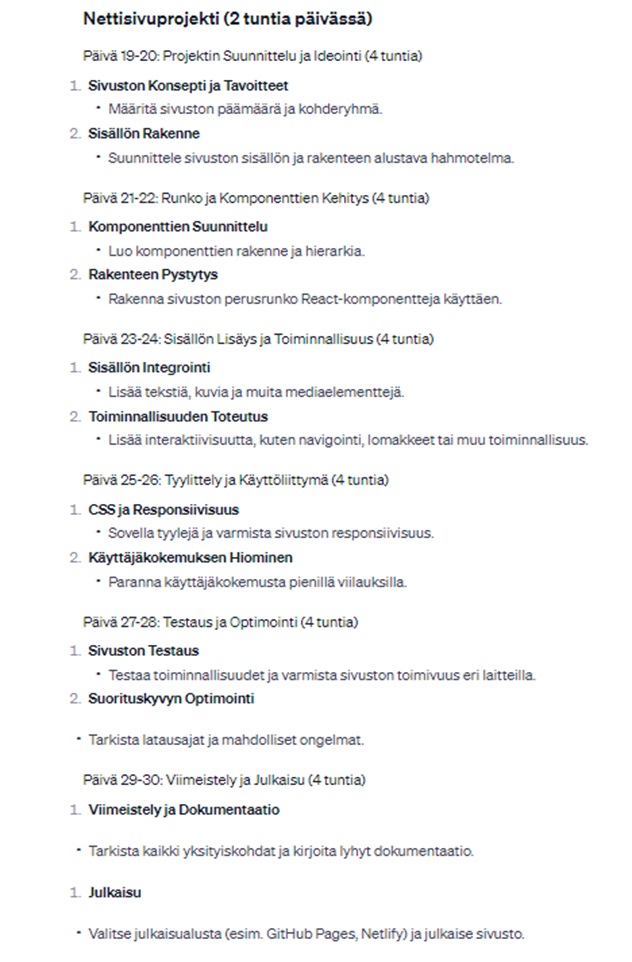 Nettisivuprojekti (2 tuntia päivässä)
Päivä 19-20: Projektin Suunnittelu ja Ideointi (4 tuntia)
1. Sivuston Konsepti ja Tavoitteet
• Määritä sivuston päämäärä ja kohderyhmä.
2. Sisällön Rakenne
• Suunnittele sivuston sisällön ja rakenteen alustava hahmotelma.
Päivä 21-22: Runko ja Komponenttien Kehitys (4 tuntia)
1. Komponenttien Suunnittelu
• Luo komponenttien rakenne ja hierarkia.
2. Rakenteen Pystytys
• Rakenna sivuston perusrunko React-komponentteja käyttäen.
Päivä 23-24: Sisällön Lisäys ja Toiminnallisuus (4 tuntia)
1. Sisällön Integrointi
• Lisää tekstiä, kuvia ja muita mediaelementtejä.
2. Toiminnallisuuden Toteutus
• Lisää interaktiivisuutta, kuten navigointi, lomakkeet tai muu toiminnallisuus.
Päivä 25-26: Tyylittely ja Käyttöliittymä (4 tuntia)
1. CSS ja Responsiivisuus
• Sovella tyylejä ja varmista sivuston responsiivisuus.
2. Käyttäjäkokemuksen Hiominen
• Paranna käyttäjäkokemusta pienillä viilauksilla.
Päivä 27-28: Testaus ja Optimointi (4 tuntia)
1. Sivuston Testaus
• Testaa toiminnallisuudet ja varmista sivuston toimivuus eri laitteilla.
2. Suorituskyvyn Optimointi
• Tarkista latausajat ja mahdolliset ongelmat.
Päivä 29-30: Viimeistely ja Julkaisu (4 tuntia)
1. Viimeistely ja Dokumentaatio
• Tarkista kaikki yksityiskohdat ja kirjoita lyhyt dokumentaatio.
1. Julkaisu
• Valitse julkaisualusta (esim. GitHub Pages, Netlify) ja julkaise sivusto.